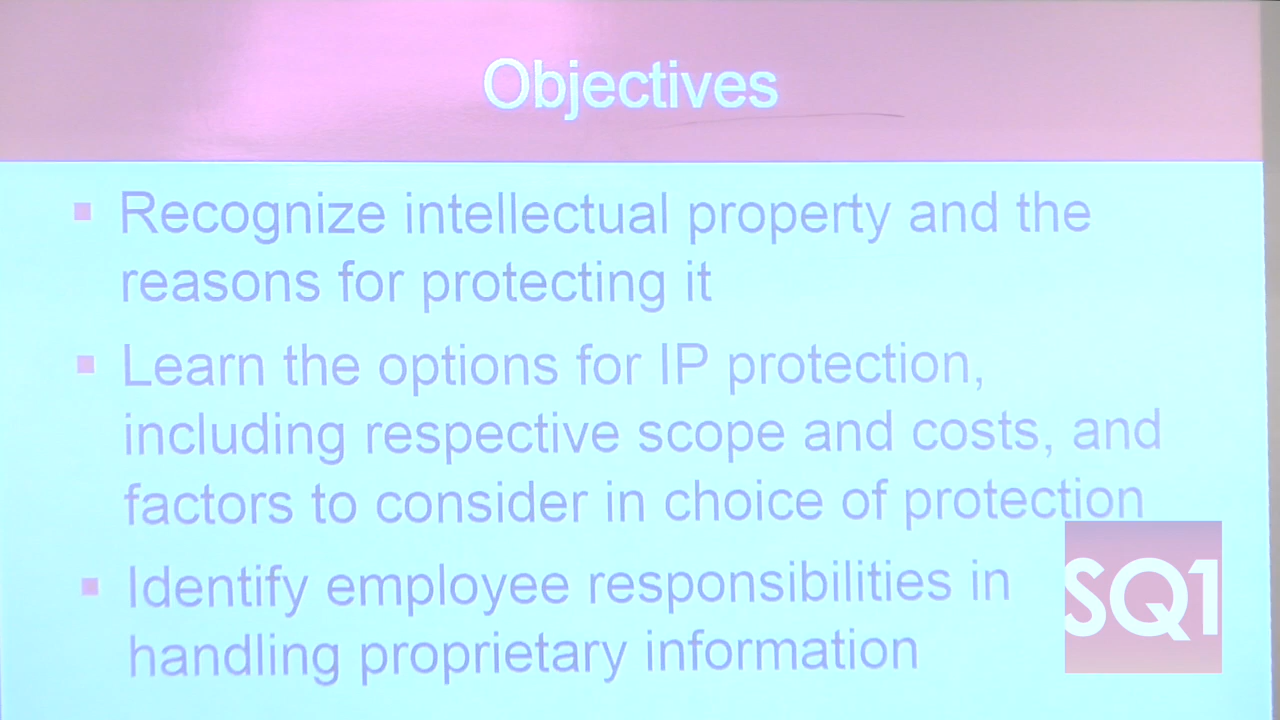 Objectives
Recognize intellectual property and the
reasons for protecting it
Learn the options for IP protection,
including respective scope and costs, and
factors to consider in choice of protection
Identify employee responsibilities in
handling proprietary information
SQ1